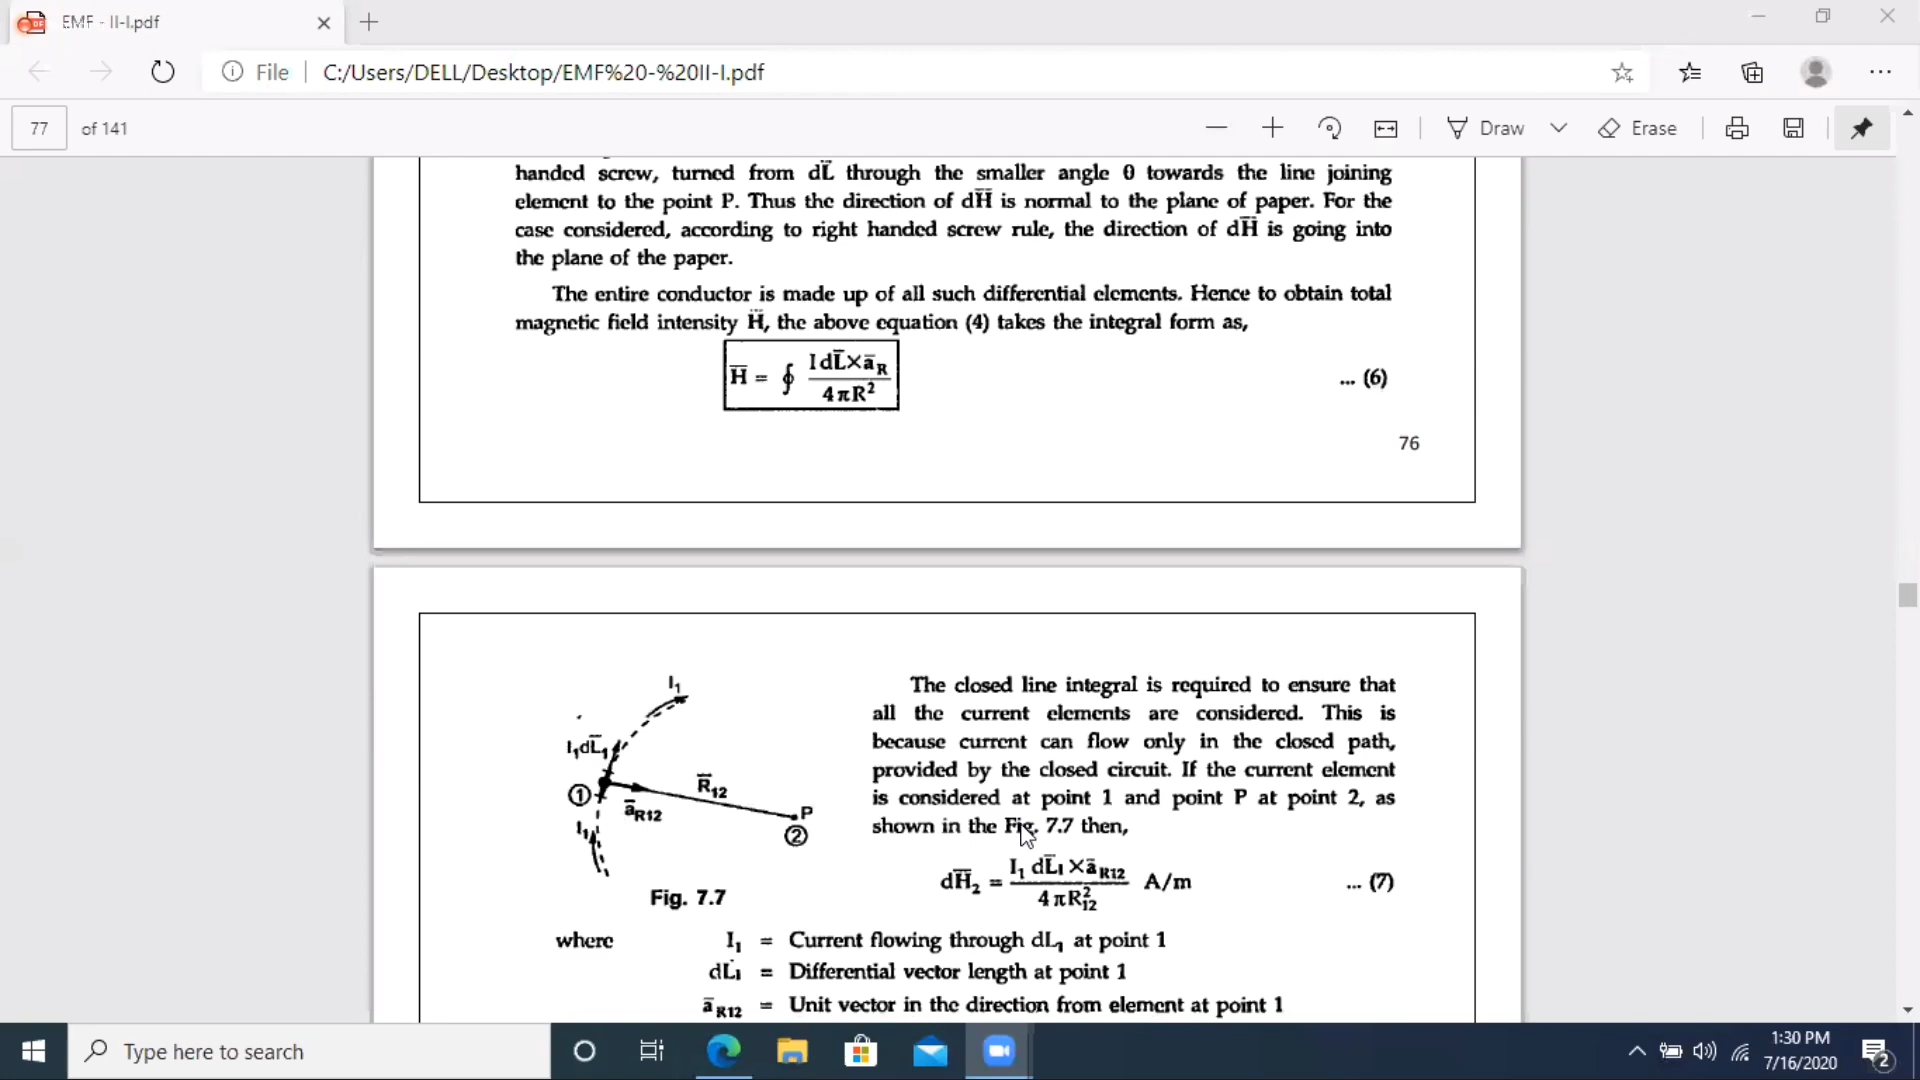 EMF - II-I.pdf
File
C:/Users/DELL/Desktop/EMF%20-%20II-I.pdf
77 of 141
Draw
Erase
handed screw, turned from dL̄ through the smaller angle θ towards the line joining
element to the point P. Thus the direction of dH̄ is normal to the plane of paper. For the
case considered, according to right handed screw rule, the direction of dH̄ is going into
the plane of the paper.
The entire conductor is made up of all such differential elements. Hence to obtain total
magnetic field intensity H̄, the above equation (4) takes the integral form as,
H̄ = ∮ I dL̄ × āR / 4πR² ... (6)
76
I₁
I₁dL̄₁
①
āR12
R̄₁₂
P
②
I₁
Fig. 7.7
The closed line integral is required to ensure that
all the current elements are considered. This is
because current can flow only in the closed path,
provided by the closed circuit. If the current element
is considered at point 1 and point P at point 2, as
shown in the Fig. 7.7 then,
dH̄₂ = I₁ dL̄₁ × āR12 / 4πR²₁₂ A/m ... (7)
where I₁ = Current flowing through dL₁ at point 1
dL₁ = Differential vector length at point 1
āR12 = Unit vector in the direction from element at point 1
Type here to search
1:30 PM
7/16/2020
2